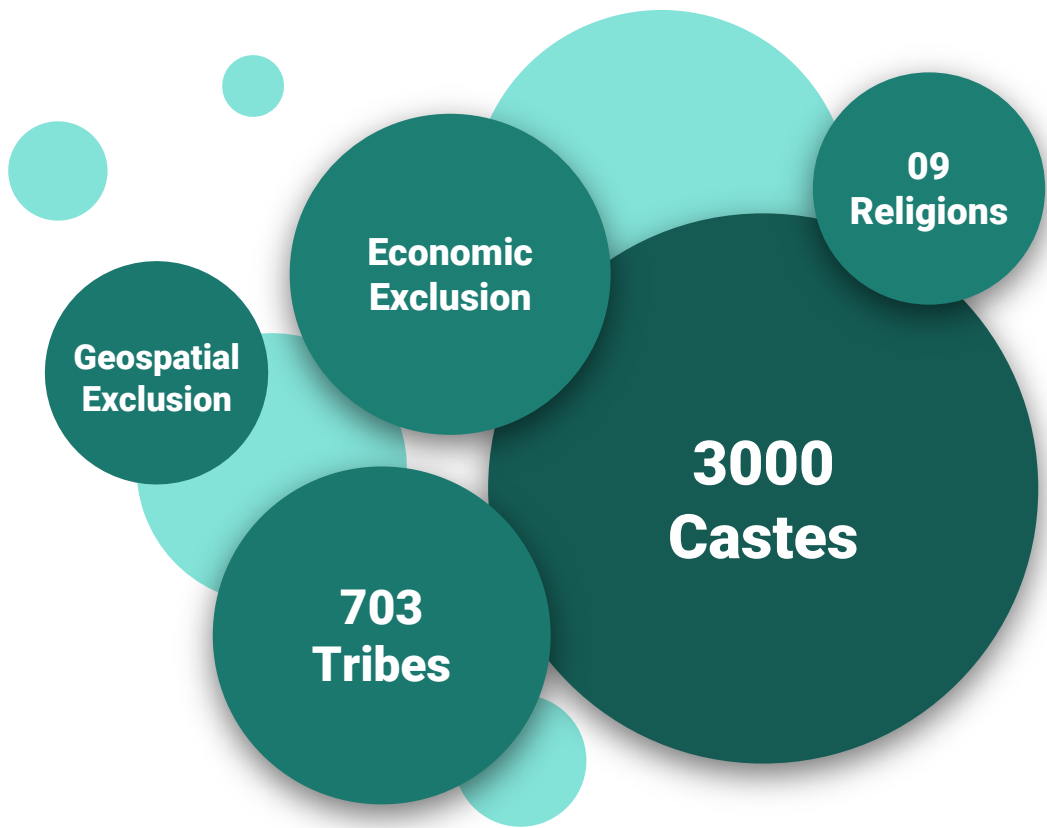 09
Religions
Economic
Exclusion
Geospatial
Exclusion
3000
Castes
703
Tribes